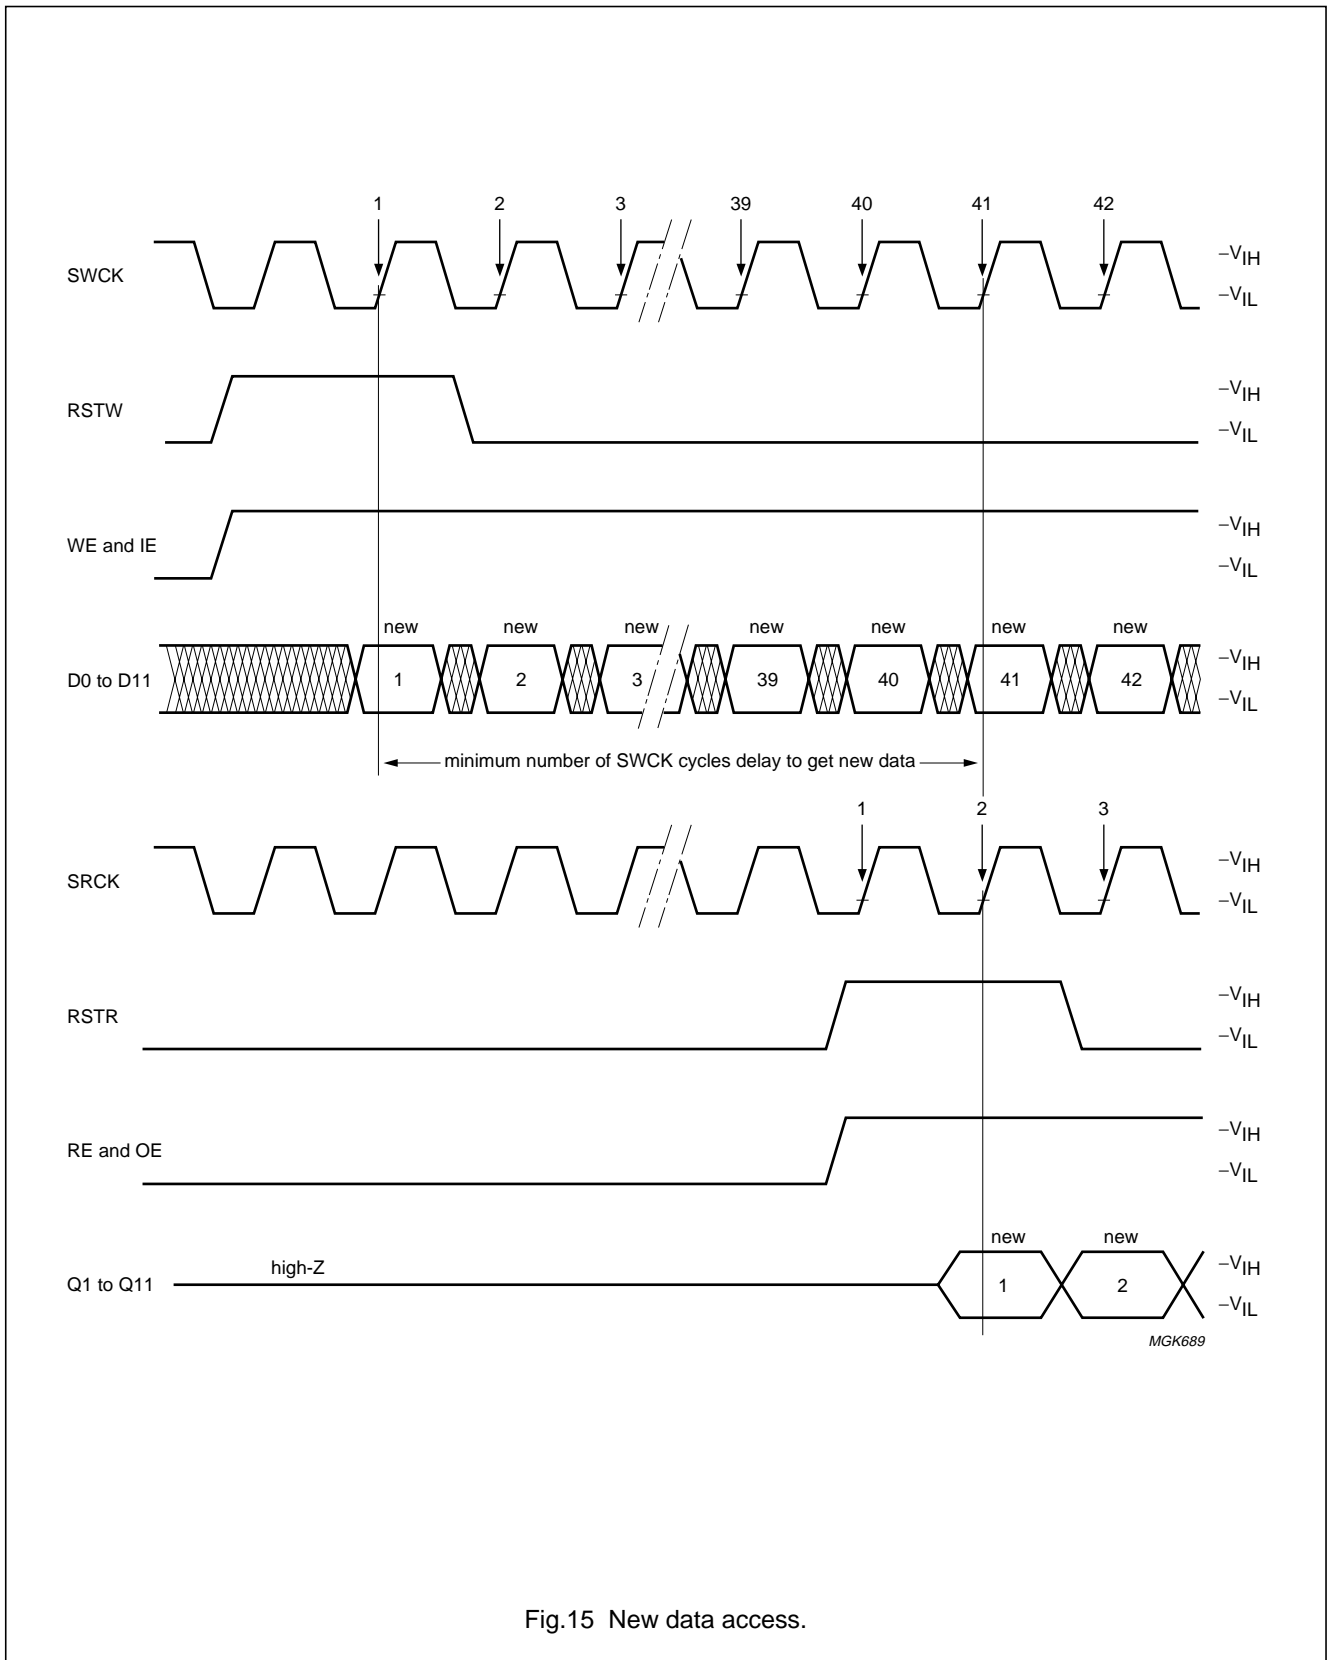 1 2 3 39 40 41 42
SWCK
–VIH
–VIL
RSTW
–VIH
–VIL
WE and IE
–VIH
–VIL
new new new new new new new
D0 to D11
1 2 3 39 40 41 42
–VIH
–VIL
minimum number of SWCK cycles delay to get new data
1 2 3
SRCK
–VIH
–VIL
RSTR
–VIH
–VIL
RE and OE
–VIH
–VIL
new new
high-Z
Q1 to Q11
1 2
–VIH
–VIL
MGK689
Fig.15 New data access.